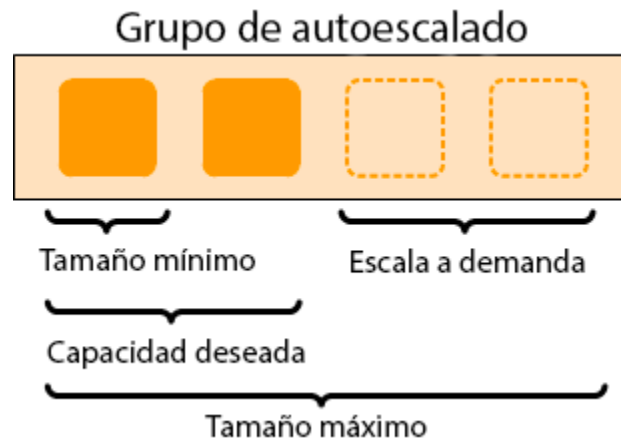 Grupo de autoescalado
Tamaño mínimo
Escala a demanda
Capacidad deseada
Tamaño máximo